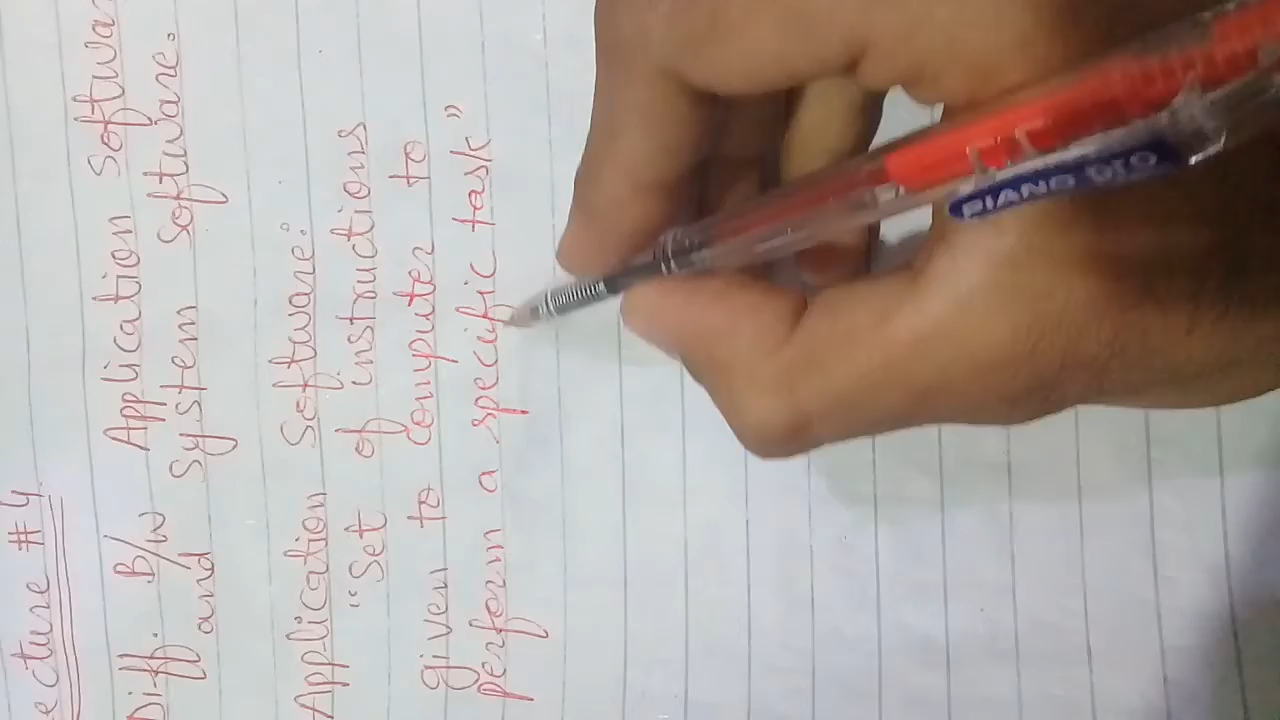 ecture #4
Diff. B/w Application Softwar
and System Software.
Application Software:
"Set of instructions
given to computer to
perform a specific task"
PIANO